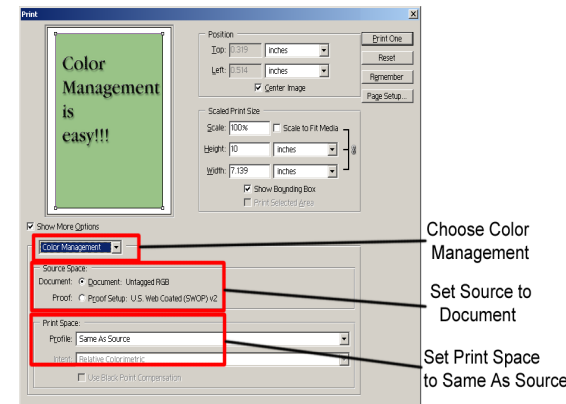 Print
Color
Management
is
easy!!!
Position
Top: 0.319 inches
Left: 0.514 inches
Center Image
Print One
Reset
Remember
Page Setup...
Scaled Print Size
Scale: 100% Scale to Fit Media
Height: 10 inches
Width: 7.139 inches
Show Bounding Box
Print Selected Area
Show More Options
Color Management
Source Space:
Document: Document: Untagged RGB
Proof: Proof Setup: U.S. Web Coated (SWOP) v2
Print Space:
Profile: Same As Source
Intent: Relative Colorimetric
Use Black Point Compensation
Choose Color
Management
Set Source to
Document
Set Print Space
to Same As Source